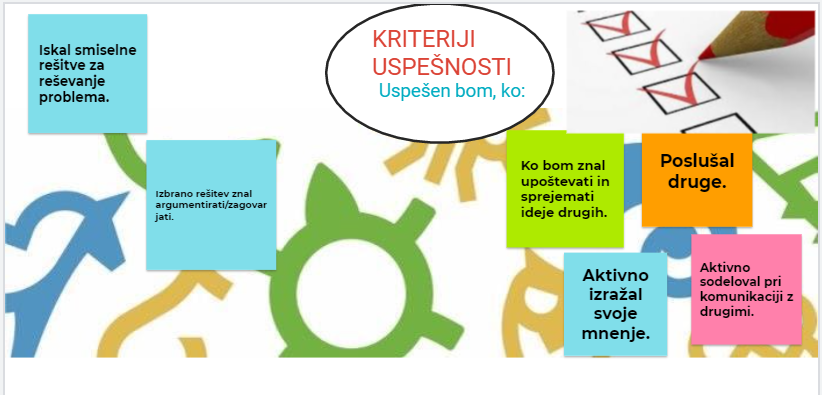 KRITERIJI
USPEŠNOSTI
Uspešen bom, ko:
Iskal smiselne
rešitve za
reševanje
problema.
Izbrano rešitev znal
argumentirati/zagovar
jati.
Ko bom znal
upoštevati in
sprejemati
ideje drugih.
Poslušal
druge.
Aktivno
izražal
svoje
mnenje.
Aktivno
sodeloval pri
komunikaciji z
drugimi.